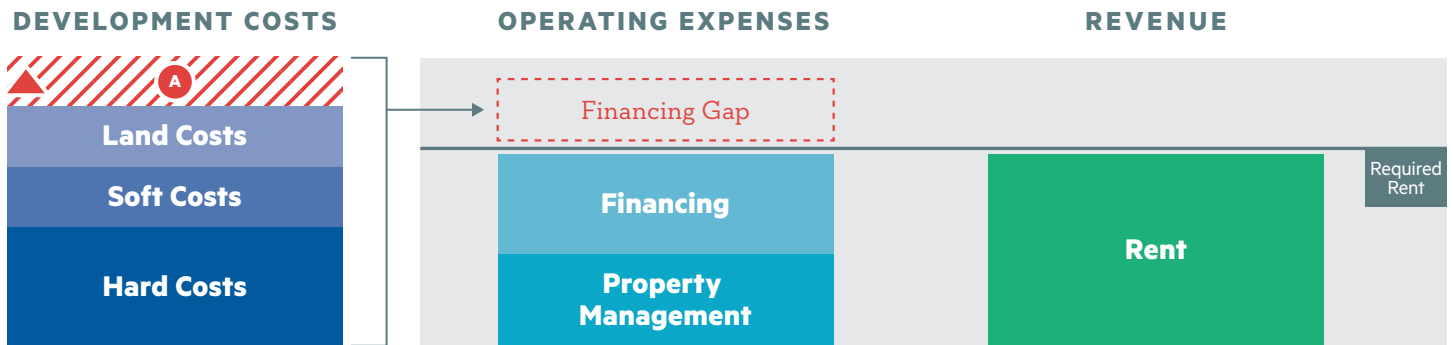 DEVELOPMENT COSTS
OPERATING EXPENSES
REVENUE
A
Land Costs
Soft Costs
Hard Costs
Financing Gap
Financing
Property
Management
Rent
Required
Rent